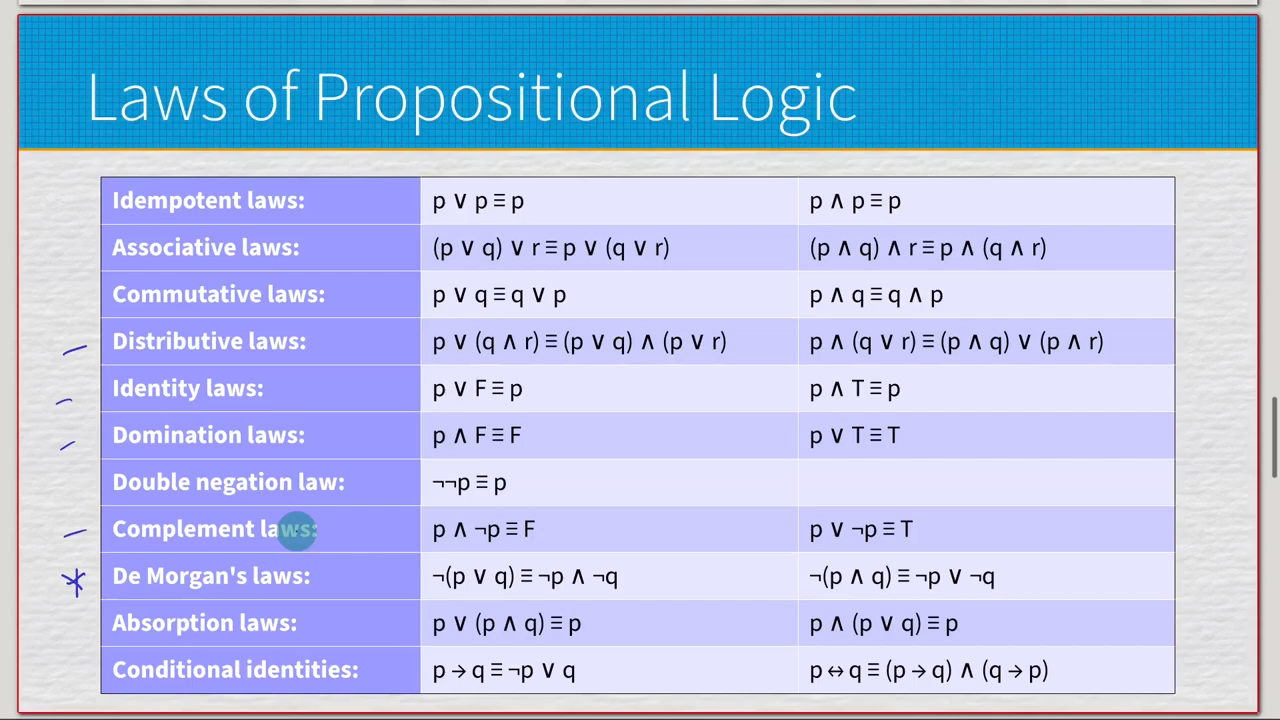 Laws of Propositional Logic
Idempotent laws: p ∨ p ≡ p p ∧ p ≡ p
Associative laws: (p ∨ q) ∨ r ≡ p ∨ (q ∨ r) (p ∧ q) ∧ r ≡ p ∧ (q ∧ r)
Commutative laws: p ∨ q ≡ q ∨ p p ∧ q ≡ q ∧ p
Distributive laws: p ∨ (q ∧ r) ≡ (p ∨ q) ∧ (p ∨ r) p ∧ (q ∨ r) ≡ (p ∧ q) ∨ (p ∧ r)
Identity laws: p ∨ F ≡ p p ∧ T ≡ p
Domination laws: p ∧ F ≡ F p ∨ T ≡ T
Double negation law: ¬¬p ≡ p
Complement laws: p ∧ ¬p ≡ F p ∨ ¬p ≡ T
De Morgan's laws: ¬(p ∨ q) ≡ ¬p ∧ ¬q ¬(p ∧ q) ≡ ¬p ∨ ¬q
Absorption laws: p ∨ (p ∧ q) ≡ p p ∧ (p ∨ q) ≡ p
Conditional identities: p → q ≡ ¬p ∨ q p ↔ q ≡ (p → q) ∧ (q → p)